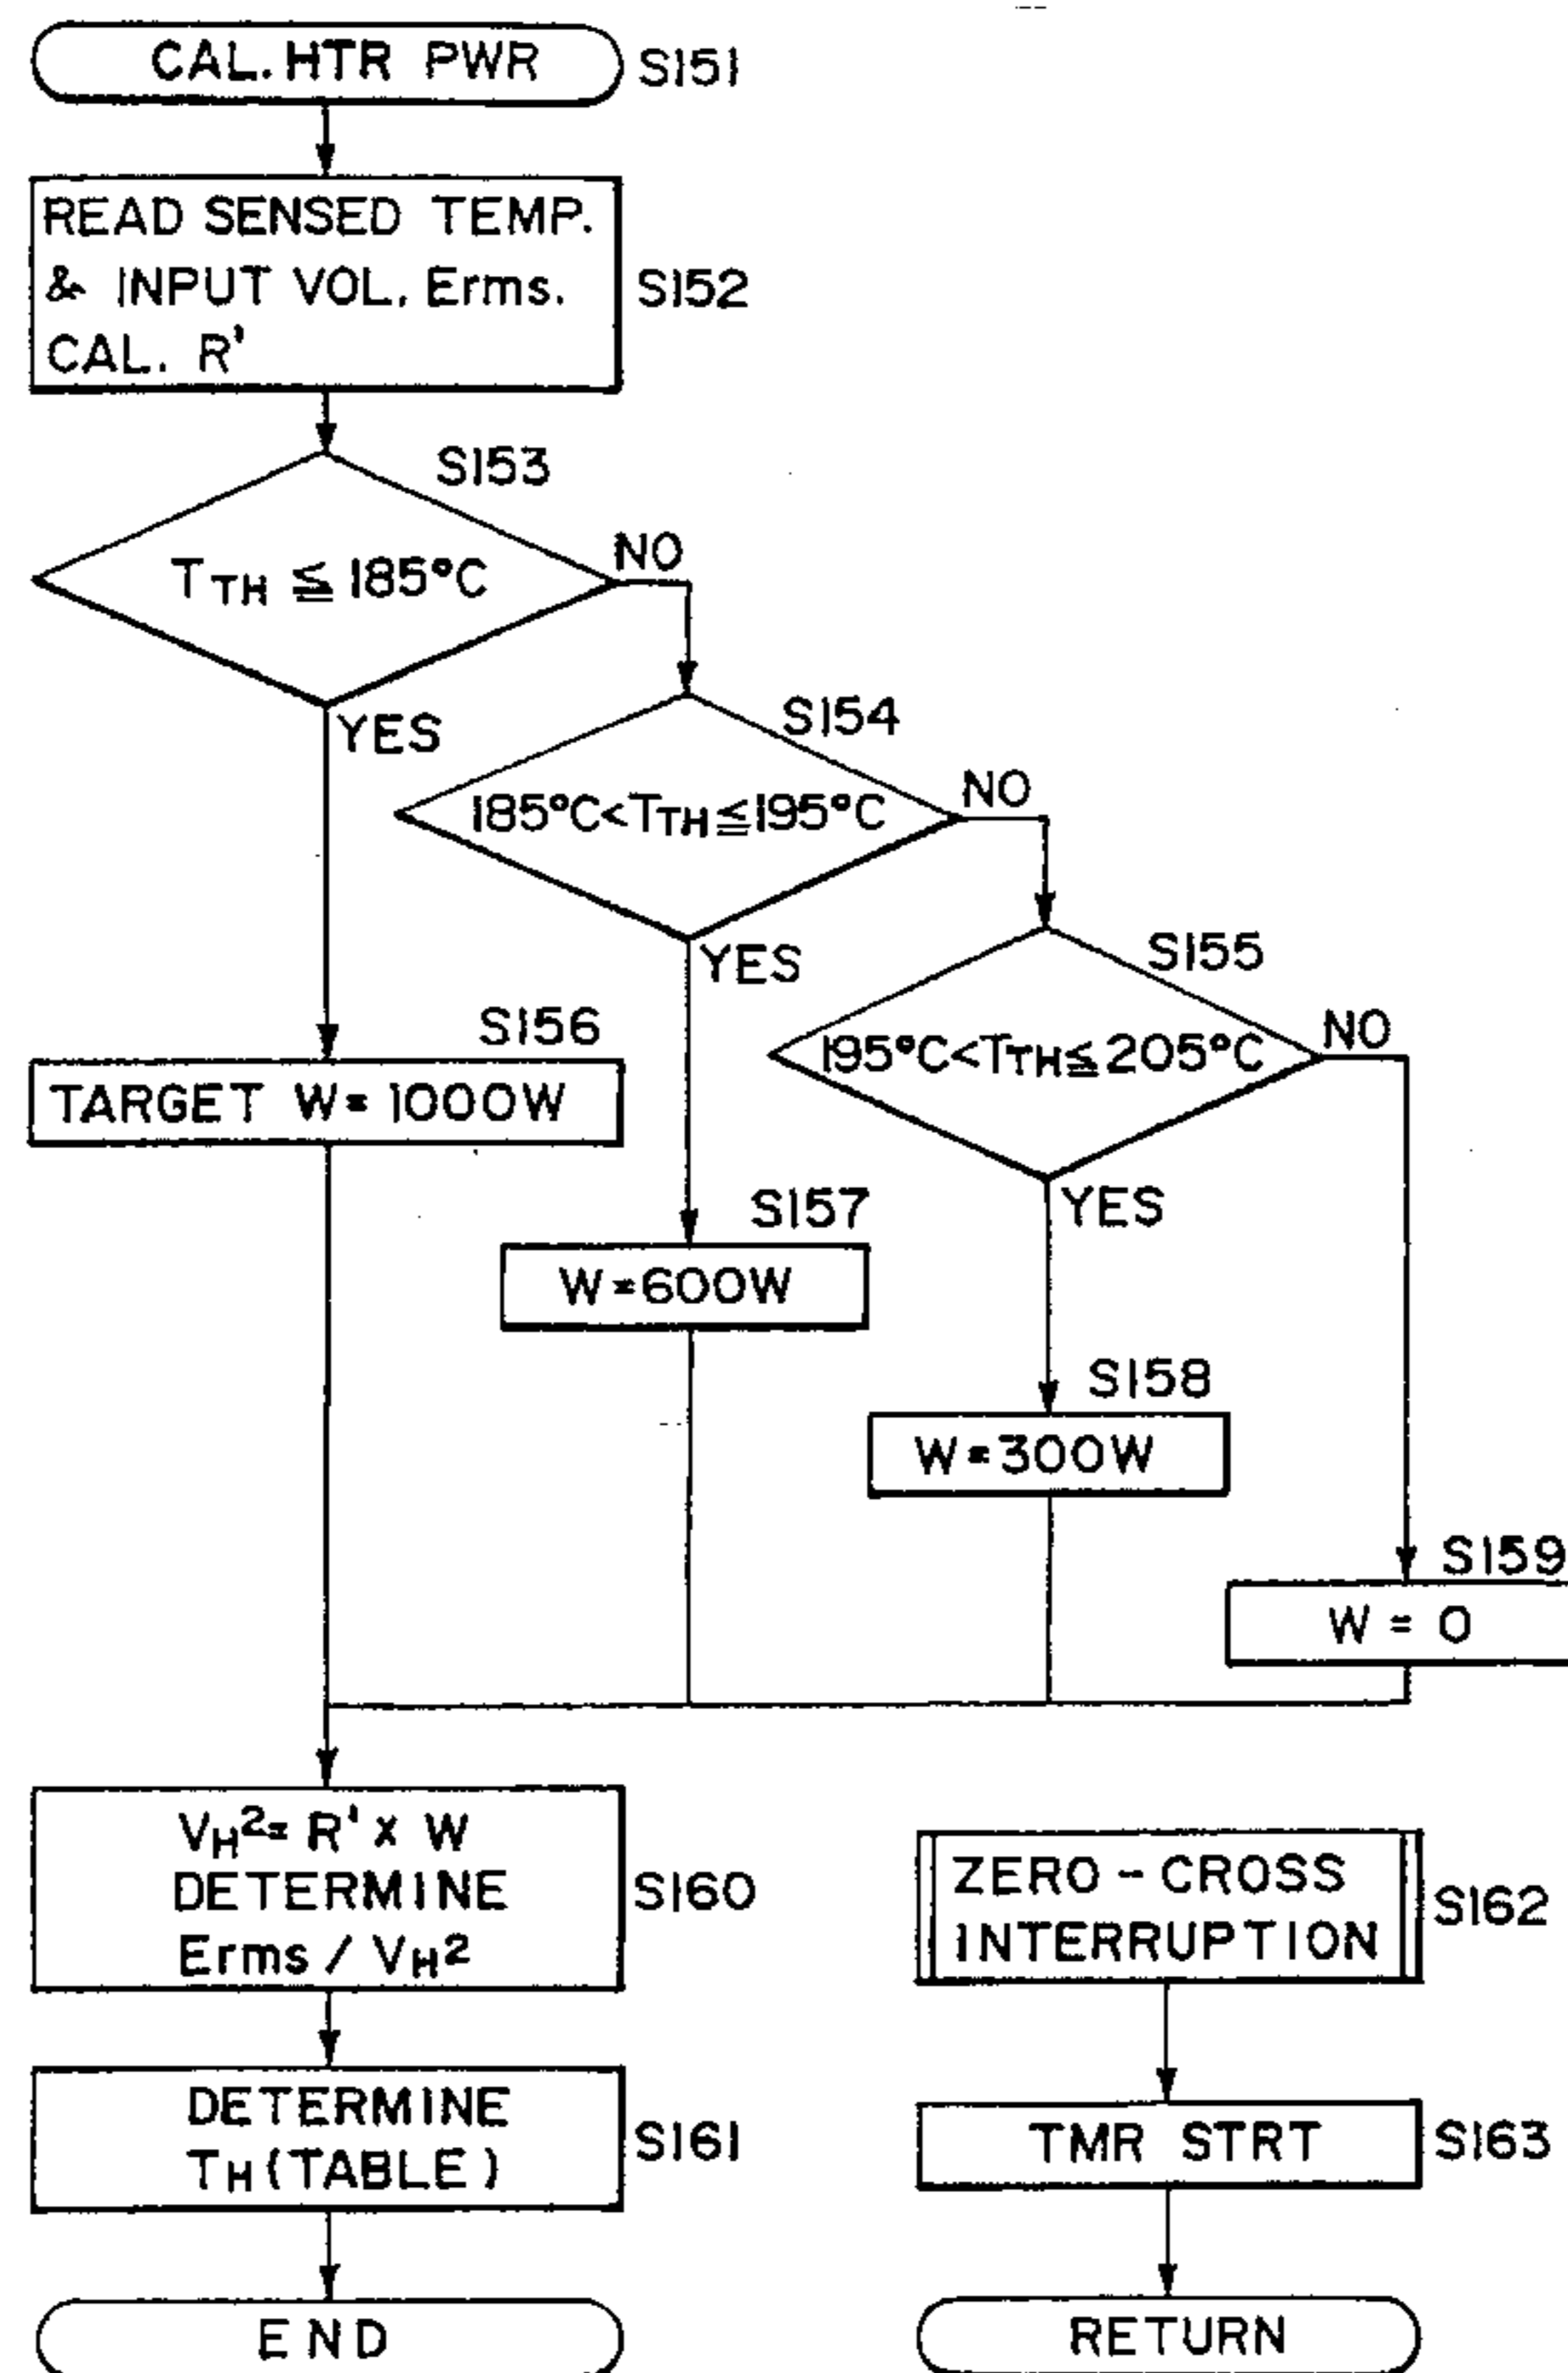 CAL. HTR PWR S151
READ SENSED TEMP.
& INPUT VOL. Erms. S152
CAL. R'
S153
T TH ≦ 185°C NO
YES
S154
185°C<TTH≦195°C NO
YES
S155
195°C<TTH≦205°C NO
YES
S156
TARGET W=1000W
S157
W=600W
S158
W=300W
S159
W = 0
VH²= R' x W
DETERMINE S160
Erms / VH²
DETERMINE
TH (TABLE) S161
END
ZERO-CROSS
INTERRUPTION S162
TMR STRT S163
RETURN